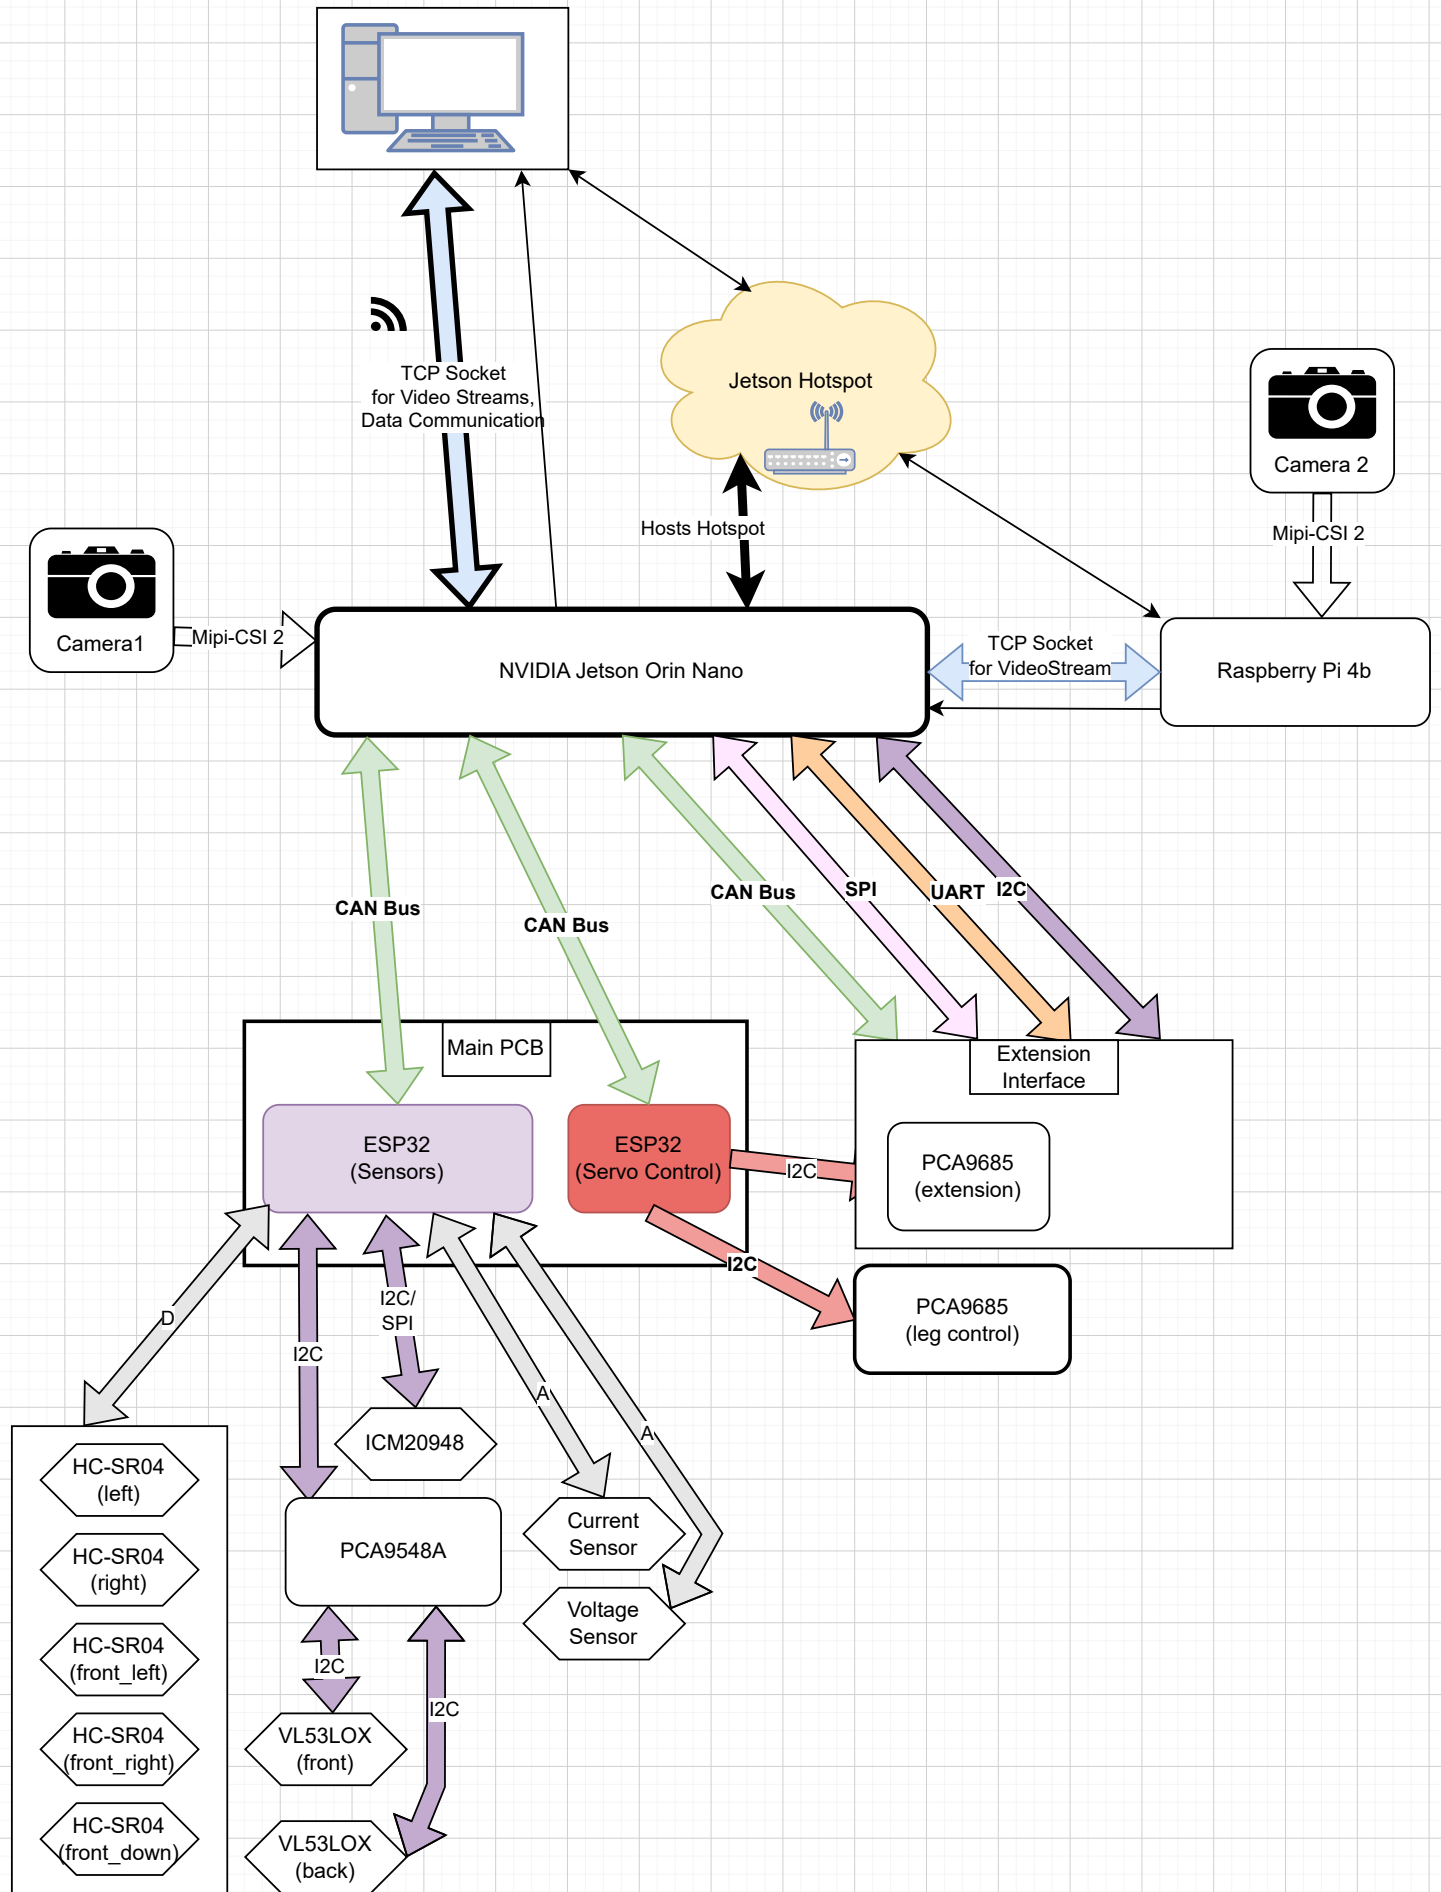 TCP Socket
for Video Streams,
Data Communication
Jetson Hotspot
Hosts Hotspot
Camera 2
Mipi-CSI 2
Camera1
Mipi-CSI 2
NVIDIA Jetson Orin Nano
TCP Socket
for VideoStream
Raspberry Pi 4b
CAN Bus
CAN Bus
CAN Bus
SPI
UART
I2C
Main PCB
Extension
Interface
ESP32
(Sensors)
ESP32
(Servo Control)
I2C
PCA9685
(extension)
I2C
PCA9685
(leg control)
D
I2C
I2C/
SPI
A
A
ICM20948
HC-SR04
(left)
HC-SR04
(right)
HC-SR04
(front_left)
HC-SR04
(front_right)
HC-SR04
(front_down)
PCA9548A
Current
Sensor
Voltage
Sensor
I2C
I2C
VL53LOX
(front)
VL53LOX
(back)